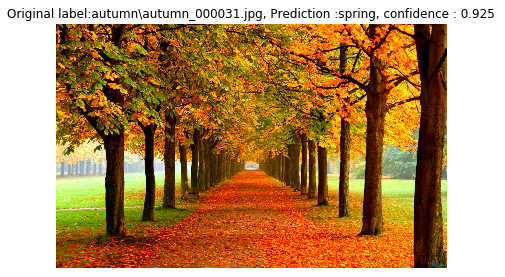 Original label:autumn\autumn_000031.jpg, Prediction :spring, confidence : 0.925